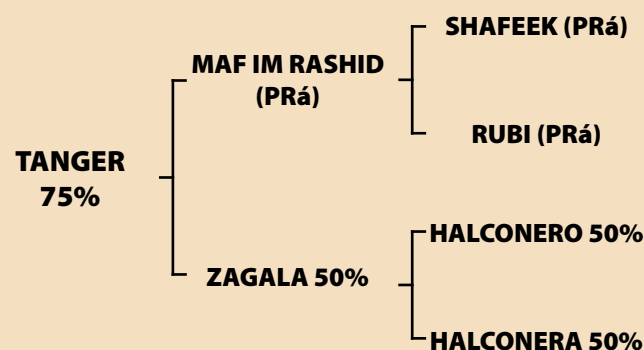 SHAFEEK (PRá)
MAF IM RASHID
(PRá)
RUBI (PRá)
TANGER
75%
HALCONERO 50%
ZAGALA 50%
HALCONERA 50%